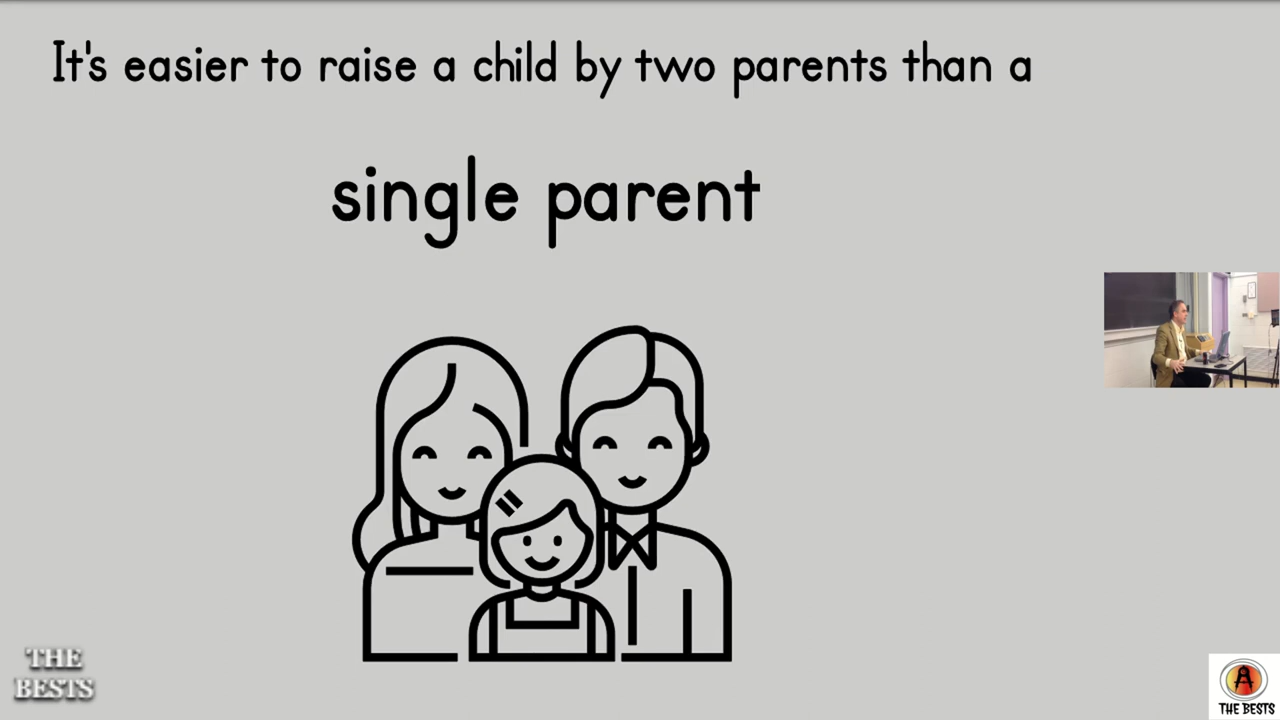 It's easier to raise a child by two parents than a
single parent
THE
BESTS
THE BESTS